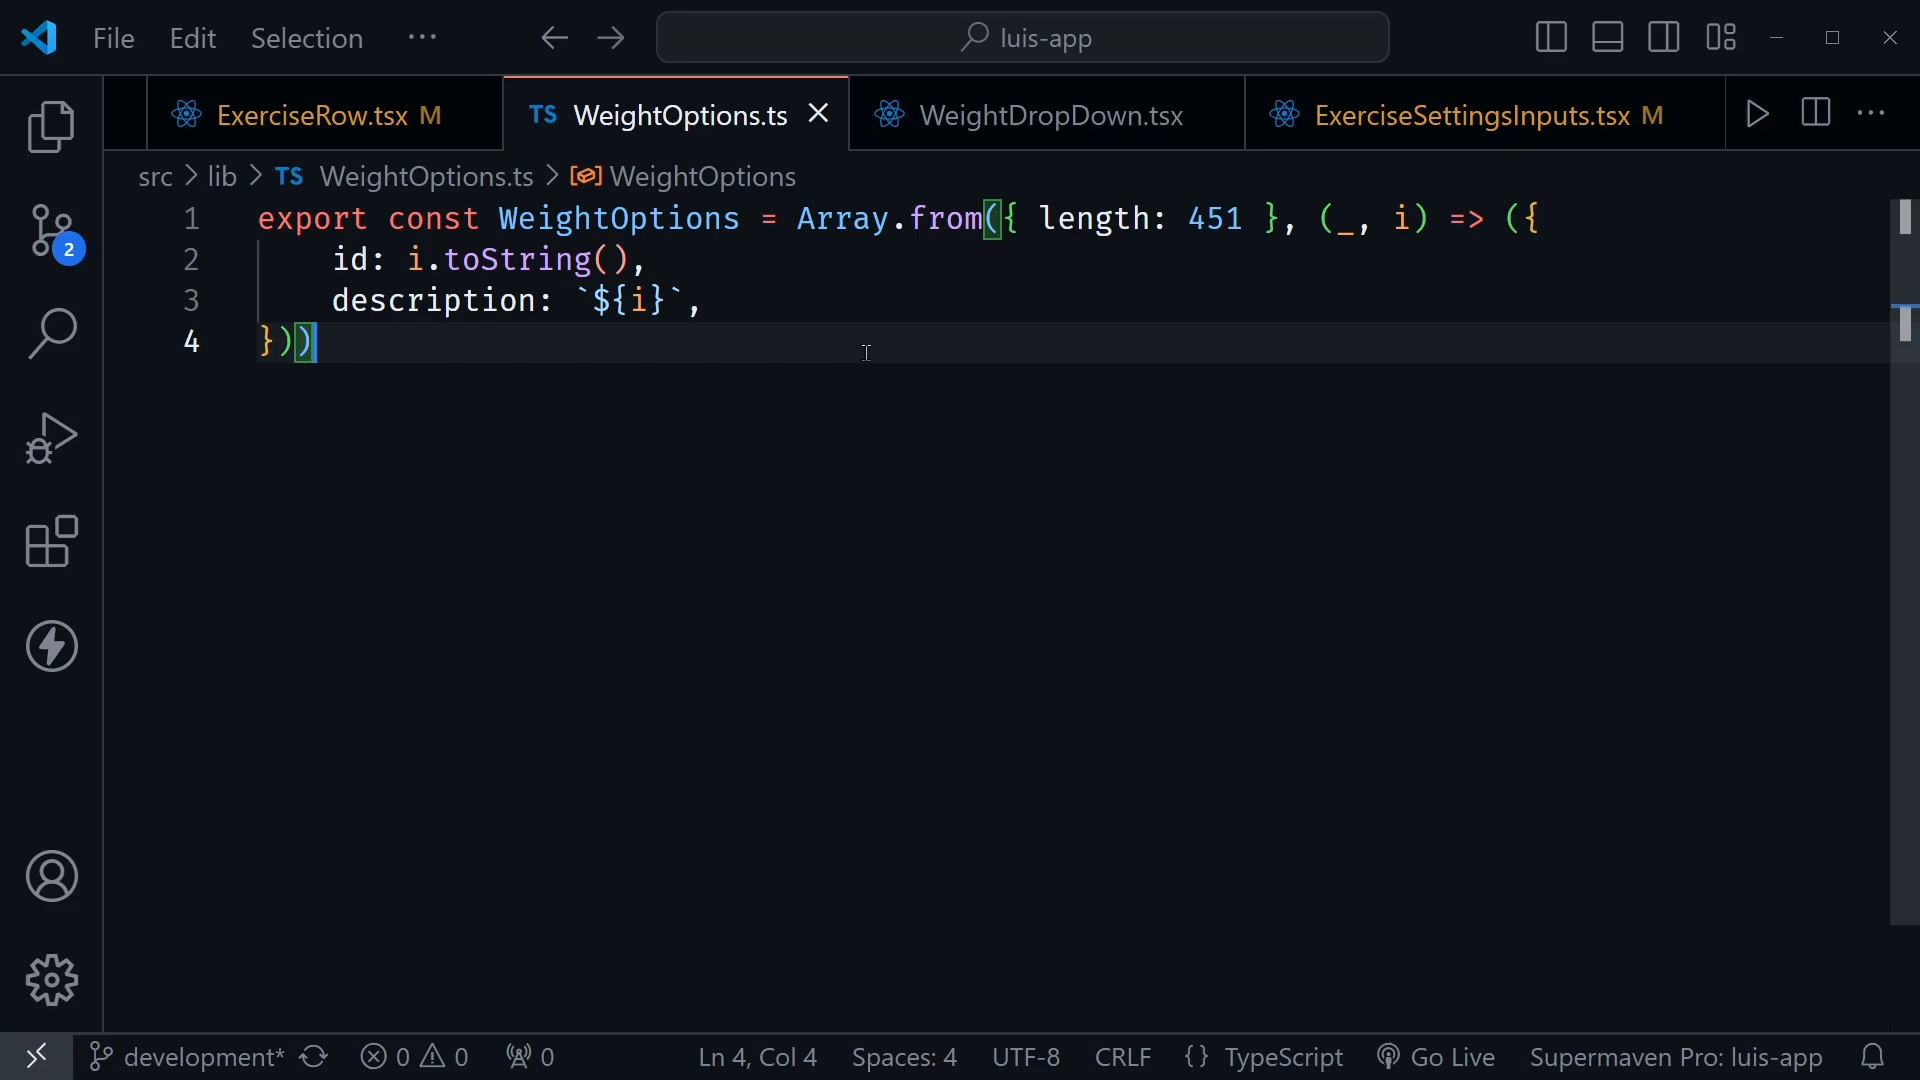 File Edit Selection ··· luis-app
ExerciseRow.tsx M TS WeightOptions.ts WeightDropDown.tsx ExerciseSettingsInputs.tsx M ···
src > lib > TS WeightOptions.ts > WeightOptions
1 export const WeightOptions = Array.from({ length: 451 }, (_, i) => ({
2 id: i.toString(),
3 description: `${i}`,
4 }))
2
development* 0 0 0 Ln 4, Col 4 Spaces: 4 UTF-8 CRLF {} TypeScript Go Live Supermaven Pro: luis-app